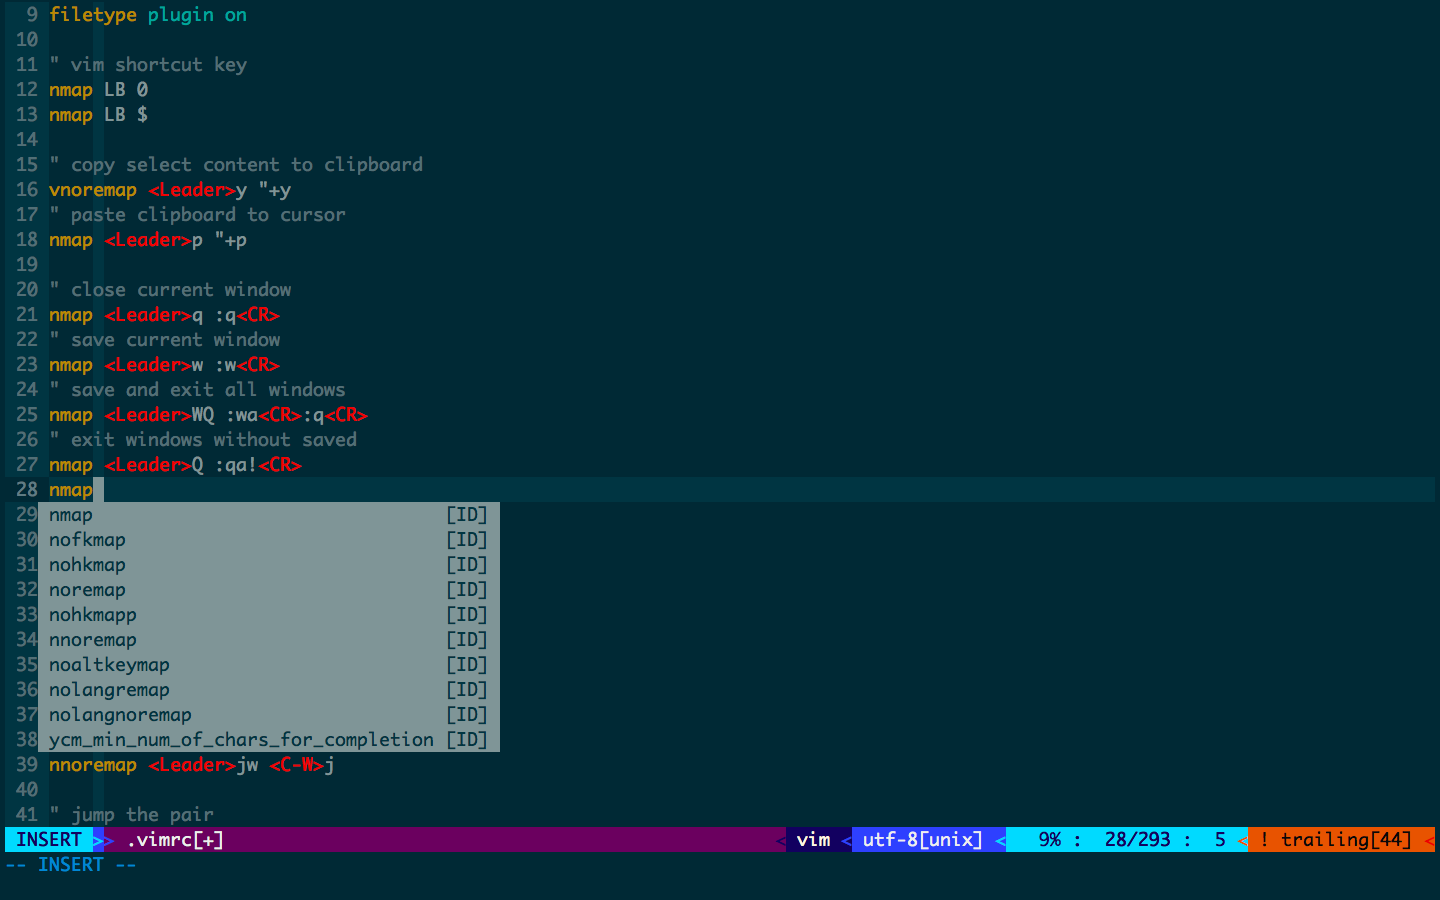 9 filetype plugin on
10
11 " vim shortcut key
12 nmap LB 0
13 nmap LB $
14
15 " copy select content to clipboard
16 vnoremap <Leader>y "+y
17 " paste clipboard to cursor
18 nmap <Leader>p "+p
19
20 " close current window
21 nmap <Leader>q :q<CR>
22 " save current window
23 nmap <Leader>w :w<CR>
24 " save and exit all windows
25 nmap <Leader>WQ :wa<CR>:q<CR>
26 " exit windows without saved
27 nmap <Leader>Q :qa!<CR>
28 nmap
29 nmap [ID]
30 nofkmap [ID]
31 nohkmap [ID]
32 noremap [ID]
33 nohkmapp [ID]
34 nnoremap [ID]
35 noaltkeymap [ID]
36 nolangremap [ID]
37 nolangnoremap [ID]
38 ycm_min_num_of_chars_for_completion [ID]
39 nnoremap <Leader>jw <C-W>j
40
41 " jump the pair
INSERT > .vimrc[+] < vim < utf-8[unix] < 9% : 28/293 : 5 < ! trailing[44] <
-- INSERT --